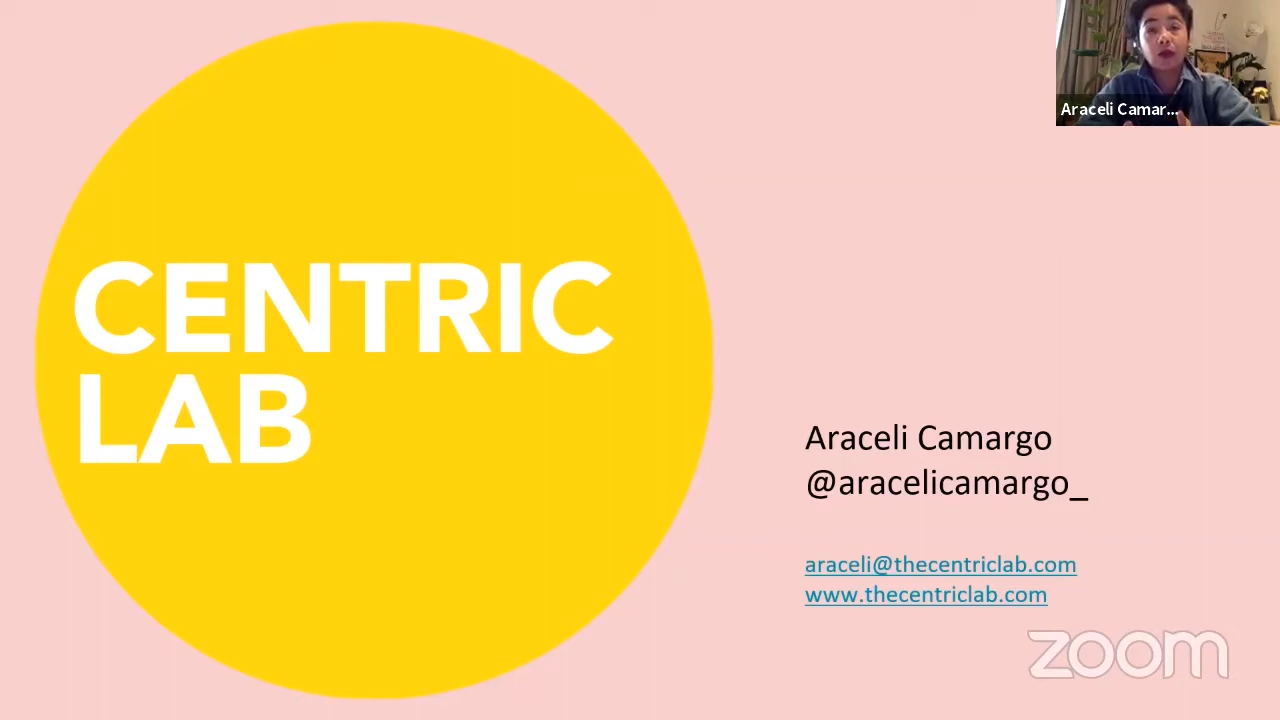 Araceli Camar...
CENTRIC
LAB
Araceli Camargo
@aracelicamargo_
araceli@thecentriclab.com
www.thecentriclab.com
zoom